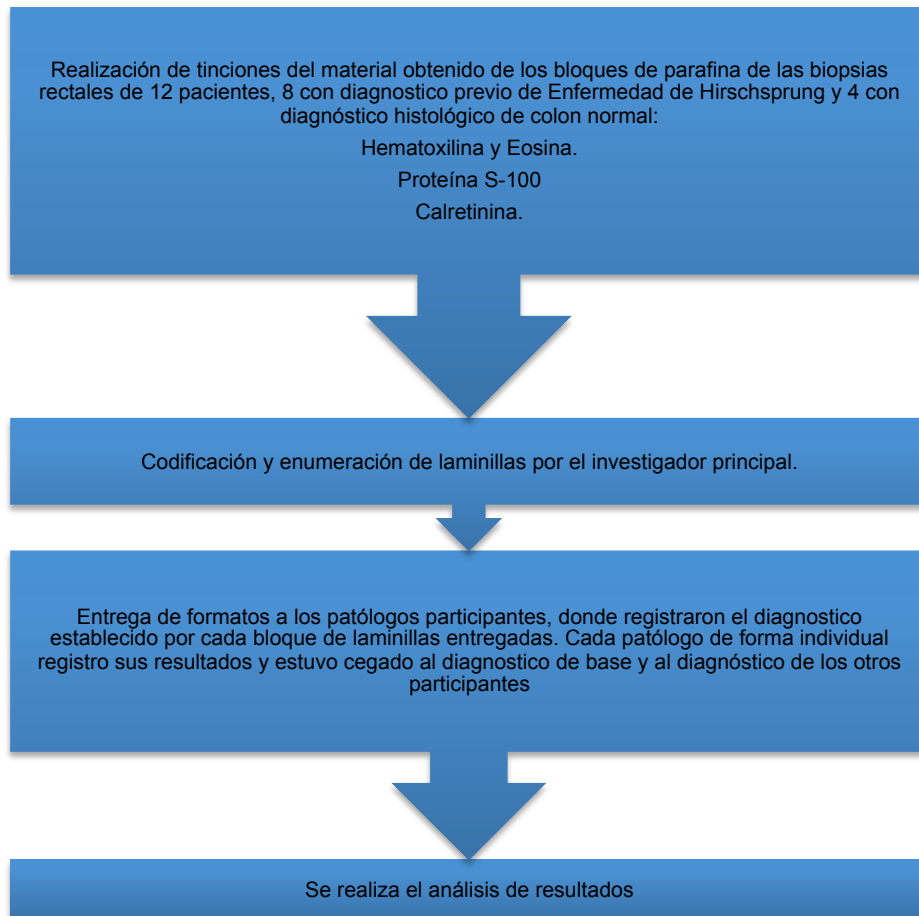 Realización de tinciones del material obtenido de los bloques de parafina de las biopsias
rectales de 12 pacientes, 8 con diagnostico previo de Enfermedad de Hirschsprung y 4 con
diagnóstico histológico de colon normal:
Hematoxilina y Eosina.
Proteína S-100
Calretinina.
Codificación y enumeración de laminillas por el investigador principal.
Entrega de formatos a los patólogos participantes, donde registraron el diagnostico
establecido por cada bloque de laminillas entregadas. Cada patólogo de forma individual
registro sus resultados y estuvo cegado al diagnostico de base y al diagnóstico de los otros
participantes
Se realiza el análisis de resultados